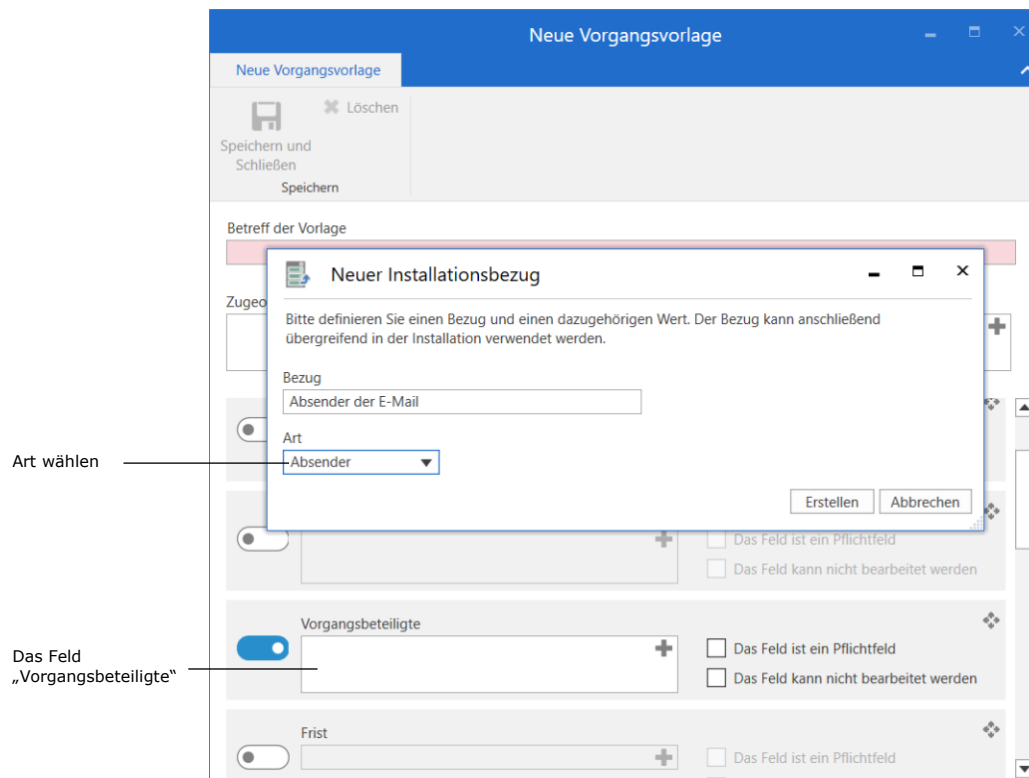 Neue Vorgangsvorlage
Neue Vorgangsvorlage
Löschen
Speichern und
Schließen
Speichern
Betreff der Vorlage
Neuer Installationsbezug
Zugeo
Bitte definieren Sie einen Bezug und einen dazugehörigen Wert. Der Bezug kann anschließend
übergreifend in der Installation verwendet werden.
Bezug
Absender der E-Mail
Art
Art wählen
Absender
Erstellen
Abbrechen
Das Feld ist ein Pflichtfeld
Das Feld kann nicht bearbeitet werden
Vorgangsbeteiligte
Das Feld
„Vorgangsbeteiligte“
Das Feld ist ein Pflichtfeld
Das Feld kann nicht bearbeitet werden
Frist
Das Feld ist ein Pflichtfeld